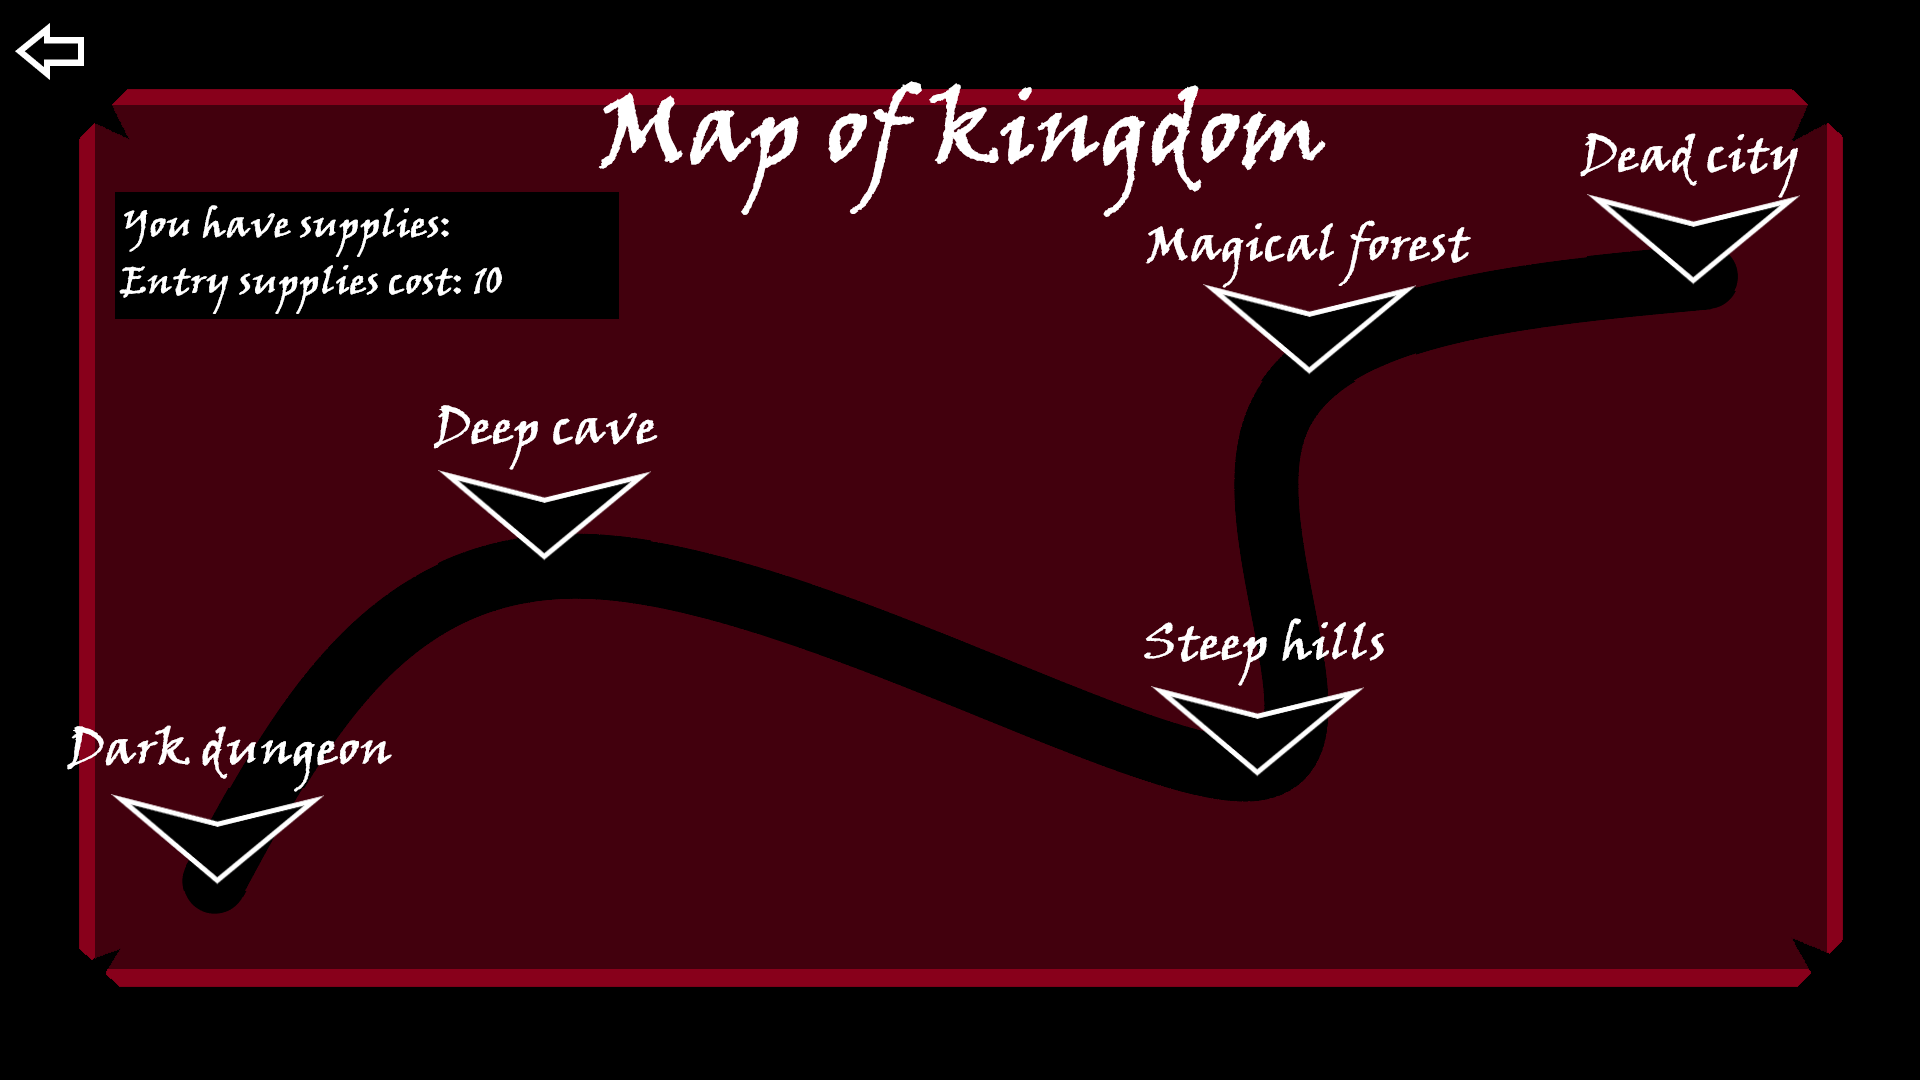 Map of kingdom
Dead city
You have supplies:
Entry supplies cost: 10
Magical forest
Deep cave
Steep hills
Dark dungeon